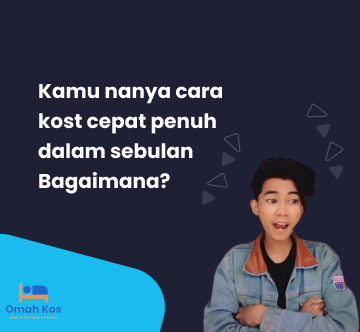 Kamu nanya cara
kost cepat penuh
dalam sebulan
Bagaimana?
Omah Kos